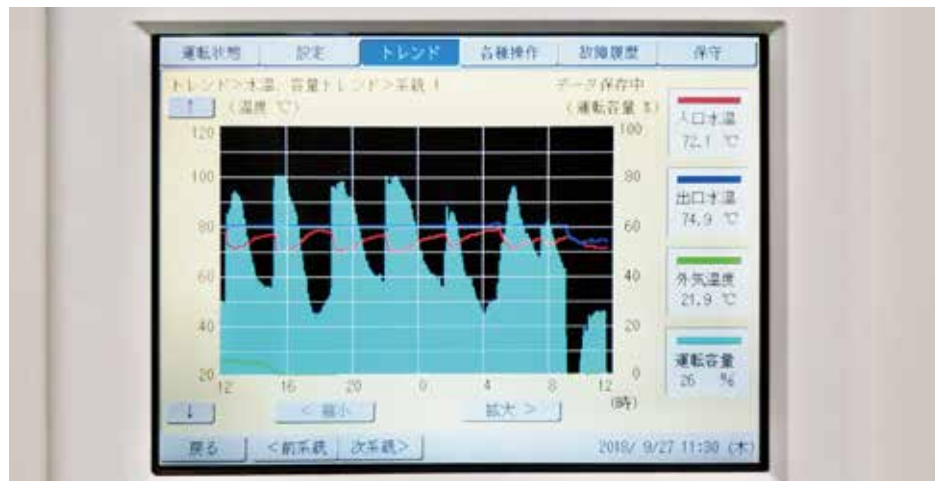 運転状態 設定 トレンド 各種操作 故障履歴 保守
トレンド>水温、容量トレンド>系統 1 データ保存中
↑ (温度 ℃) (運転容量 %)
120 100
100 80
80 60
60 40
40 20
20 0
12 16 20 0 4 8 12
(時)
入口水温
72.1 ℃
出口水温
74.9 ℃
外気温度
21.9 ℃
運転容量
26 %
↓ < 縮小 拡大 >
戻る <前系統 次系統> 2018/ 9/27 11:30 (木)